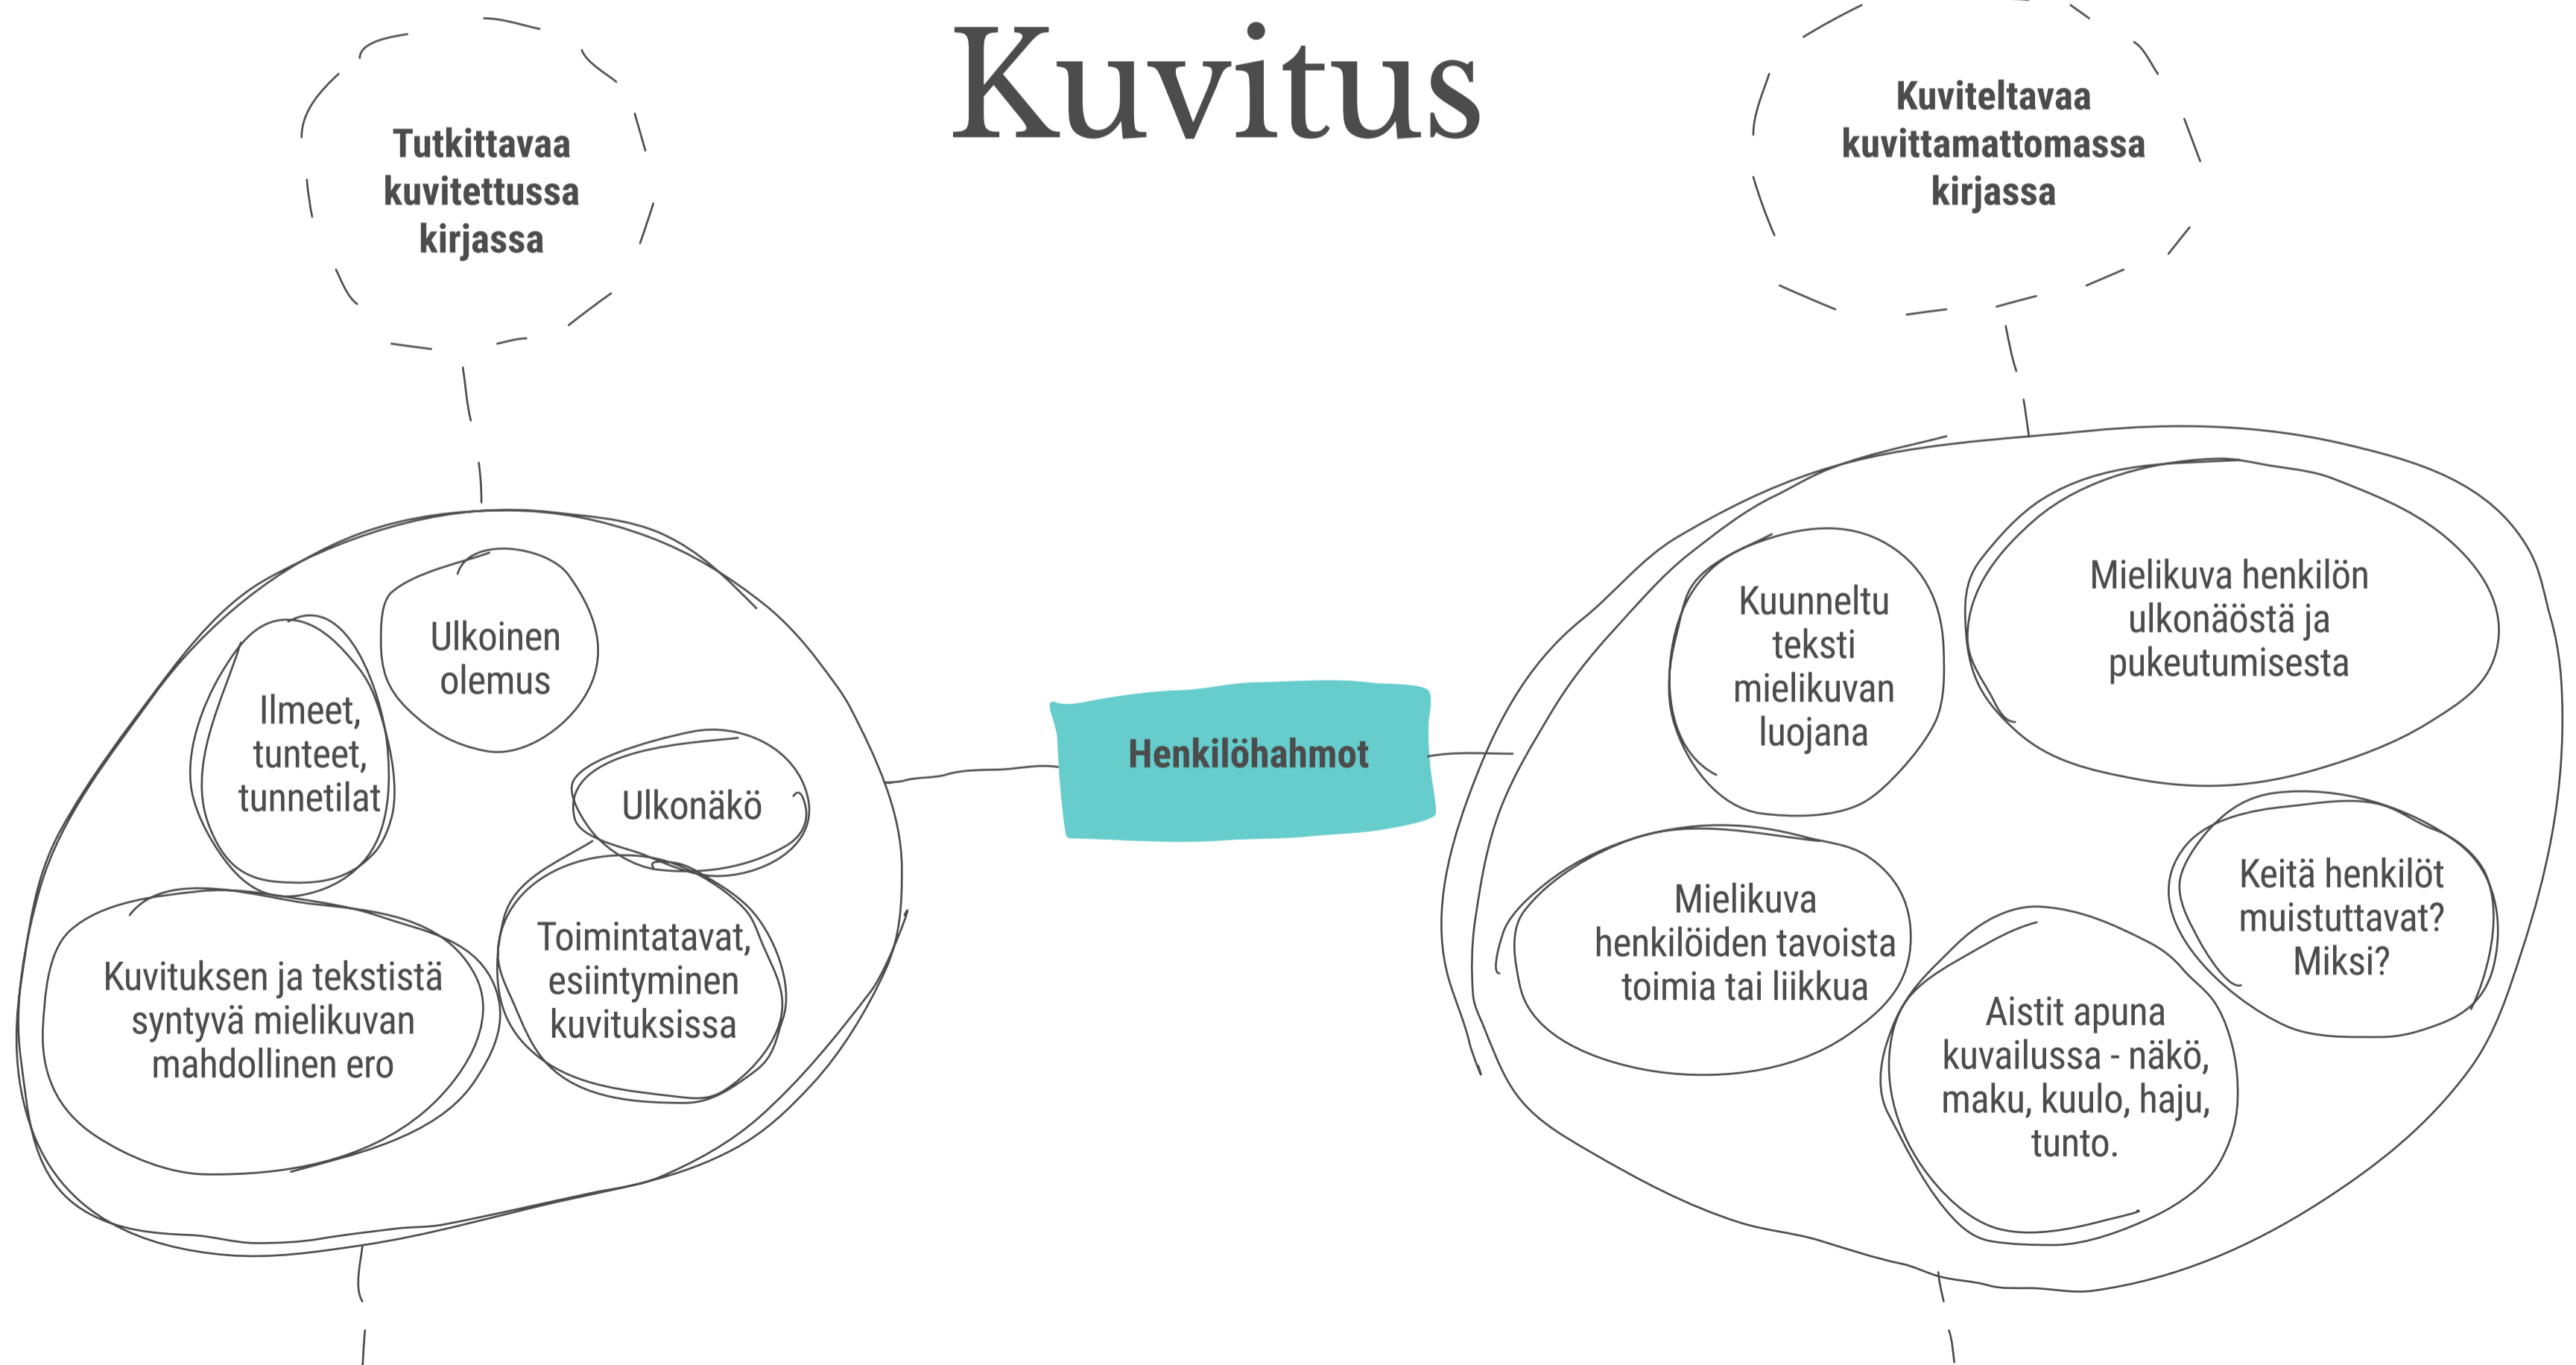 Kuvitus
Tutkittavaa
kuvitettussa
kirjassa
Kuviteltavaa
kuvittamattomassa
kirjassa
Ulkoinen
olemus
Ilmeet,
tunteet,
tunnetilat
Ulkonäkö
Toimintatavat,
esiintyminen
kuvituksissa
Kuvituksen ja tekstistä
syntyvä mielikuvan
mahdollinen ero
Henkilöhahmot
Kuunneltu
teksti
mielikuvan
luojana
Mielikuva henkilön
ulkonäöstä ja
pukeutumisesta
Mielikuva
henkilöiden tavoista
toimia tai liikkua
Keitä henkilöt
muistuttavat?
Miksi?
Aistit apuna
kuvailussa - näkö,
maku, kuulo, haju,
tunto.